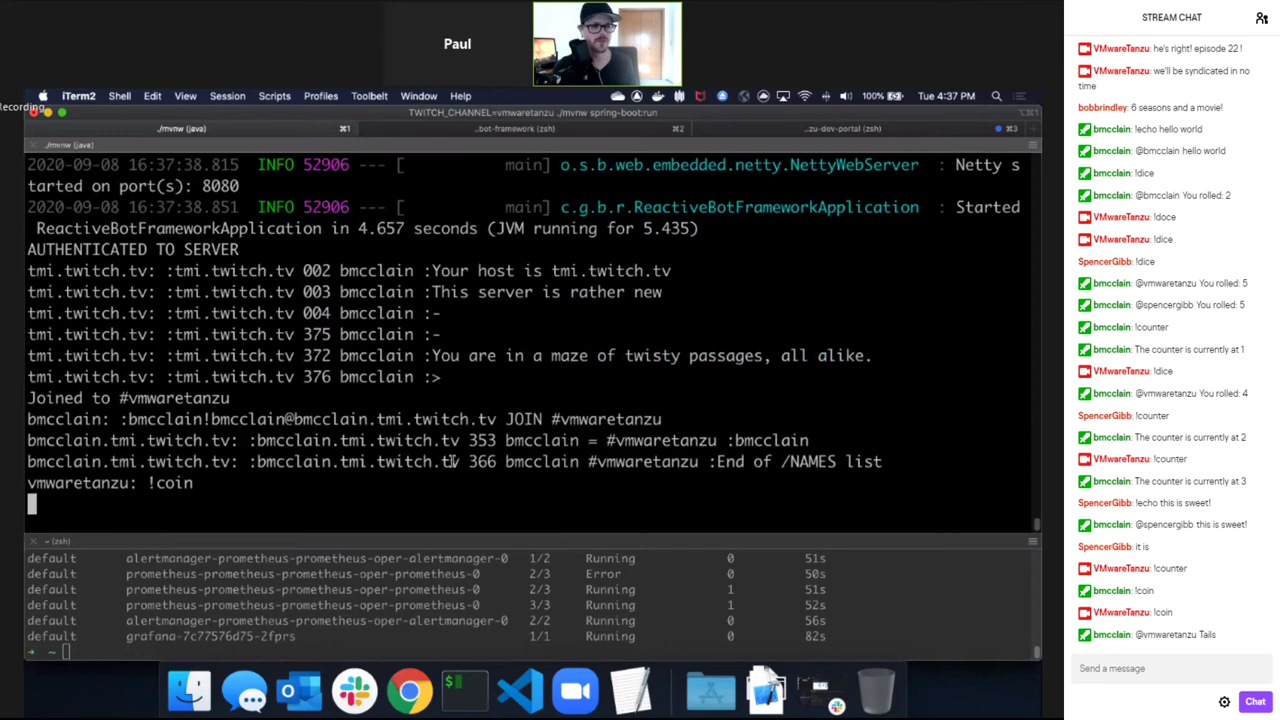 Paul
Recording
iTerm2 Shell Edit View Session Scripts Profiles Toolbelt Window Help 100% Tue 4:37 PM
TWITCH_CHANNEL=vmwaretanzu ./mvnw spring-boot:run ⌥⌘1
./mvnw (java) ⌘1 ..bot-framework (zsh) ⌘2 ...zu-dev-portal (zsh) ⌘3
./mvnw (java)
2020-09-08 16:37:38.815 INFO 52906 --- [ main] o.s.b.web.embedded.netty.NettyWebServer : Netty s
tarted on port(s): 8080
2020-09-08 16:37:38.851 INFO 52906 --- [ main] c.g.b.r.ReactiveBotFrameworkApplication : Started
ReactiveBotFrameworkApplication in 4.057 seconds (JVM running for 5.435)
AUTHENTICATED TO SERVER
tmi.twitch.tv: :tmi.twitch.tv 002 bmcclain :Your host is tmi.twitch.tv
tmi.twitch.tv: :tmi.twitch.tv 003 bmcclain :This server is rather new
tmi.twitch.tv: :tmi.twitch.tv 004 bmcclain :-
tmi.twitch.tv: :tmi.twitch.tv 375 bmcclain :-
tmi.twitch.tv: :tmi.twitch.tv 372 bmcclain :You are in a maze of twisty passages, all alike.
tmi.twitch.tv: :tmi.twitch.tv 376 bmcclain :>
Joined to #vmwaretanzu
bmcclain: :bmcclain!bmcclain@bmcclain.tmi.twitch.tv JOIN #vmwaretanzu
bmcclain.tmi.twitch.tv: :bmcclain.tmi.twitch.tv 353 bmcclain = #vmwaretanzu :bmcclain
bmcclain.tmi.twitch.tv: :bmcclain.tmi.twitch.tv 366 bmcclain #vmwaretanzu :End of /NAMES list
vmwaretanzu: !coin
~ (zsh)
default alertmanager-prometheus-prometheus-oper-alertmanager-0 1/2 Running 0 51s
default prometheus-prometheus-prometheus-oper-prometheus-0 2/3 Error 0 50s
default prometheus-prometheus-prometheus-oper-prometheus-0 2/3 Running 1 51s
default prometheus-prometheus-prometheus-oper-prometheus-0 3/3 Running 1 52s
default alertmanager-prometheus-prometheus-oper-alertmanager-0 2/2 Running 0 56s
default grafana-7c77576d75-2fprs 1/1 Running 0 82s
→ ~
STREAM CHAT
VMwareTanzu: he's right! episode 22 !
VMwareTanzu: we'll be syndicated in no
time
bobbrindley: 6 seasons and a movie!
bmcclain: !echo hello world
bmcclain: @bmcclain hello world
bmcclain: !dice
bmcclain: @bmcclain You rolled: 2
VMwareTanzu: !doce
VMwareTanzu: !dice
SpencerGibb: !dice
bmcclain: @vmwaretanzu You rolled: 5
bmcclain: @spencergibb You rolled: 5
bmcclain: !counter
bmcclain: The counter is currently at 1
VMwareTanzu: !dice
bmcclain: @vmwaretanzu You rolled: 4
SpencerGibb: !counter
bmcclain: The counter is currently at 2
VMwareTanzu: !counter
bmcclain: The counter is currently at 3
SpencerGibb: !echo this is sweet!
bmcclain: @spencergibb this is sweet!
SpencerGibb: it is
VMwareTanzu: !counter
bmcclain: !coin
VMwareTanzu: !coin
bmcclain: @vmwaretanzu Tails
Send a message
Chat